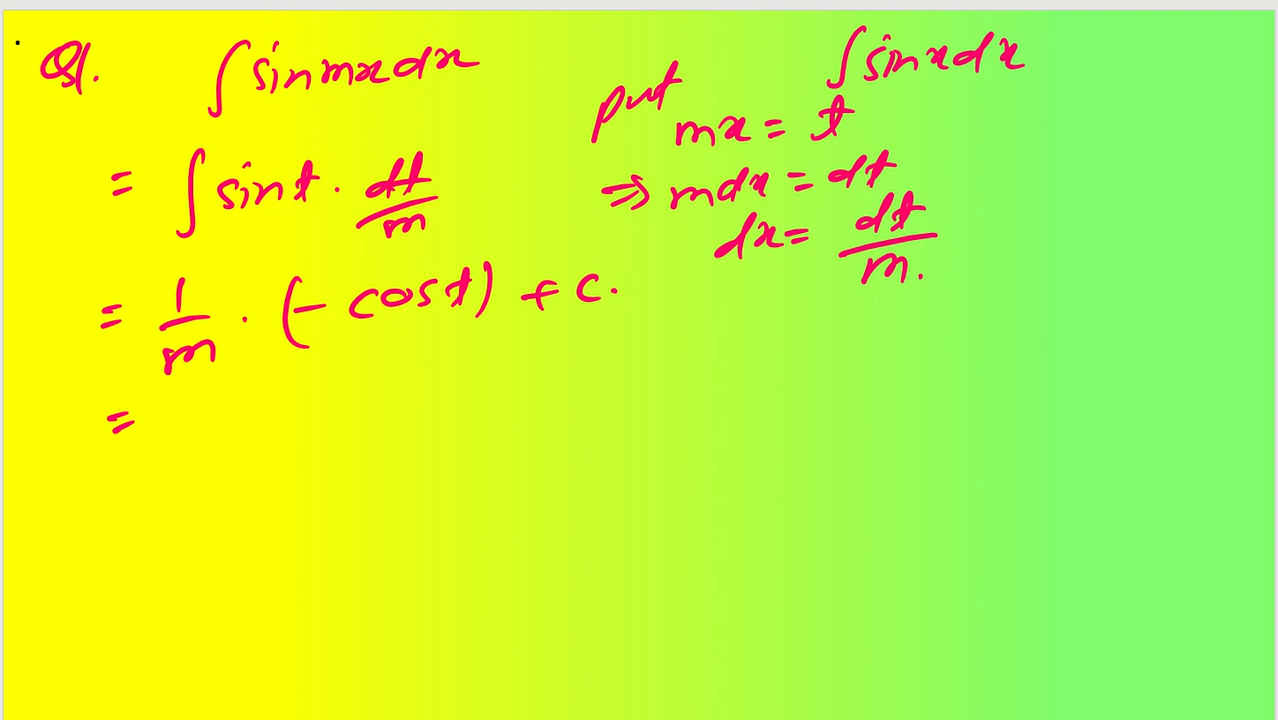 Q1. ∫ sin mx dx
= ∫ sin t · dt/m
= 1/m · (- cos t) + c.
=
∫ sin x dx
put mx = t
⇒ m dx = dt
dx = dt/m.